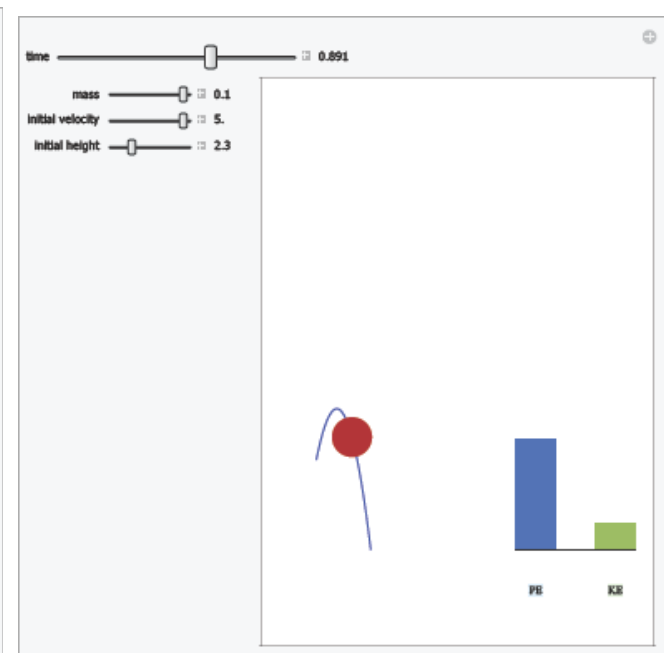 time 0.891
mass 0.1
initial velocity 5.
initial height 2.3
PE KE